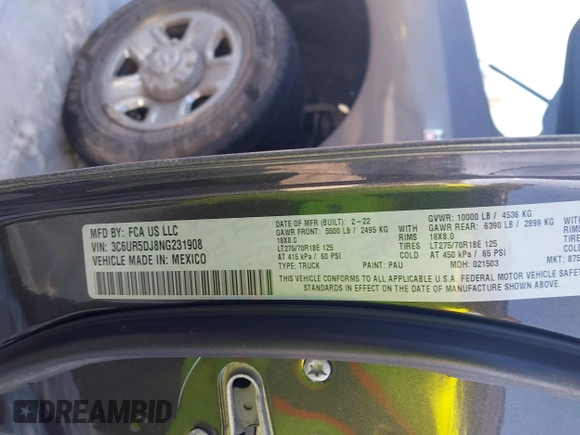 MFD BY: FCA US LLC
VIN: 3C6UR5DJ8NG231908
VEHICLE MADE IN: MEXICO
DATE OF MFR (BUILT): 2-22
GAWR FRONT: 5500 LB / 2495 KG WITH
18X8.0 RIMS
LT275/70R18E 125
AT 415 kPa / 60 PSI
TYPE: TRUCK PAINT: PAU
GVWR: 10000 LB / 4536 KG
GAWR REAR: 6390 LB / 2899 KG WITH
18X8.0 RIMS
LT275/70R18E 125
AT 450 kPa / 65 PSI
MDH: 021503 MKT:
THIS VEHICLE CONFORMS TO ALL APPLICABLE U.S.A. FEDERAL MOTOR VEHICLE SAFE
STANDARDS IN EFFECT ON THE DATE OF MANUFACTURE SHOWN ABOVE.
DREAMBID